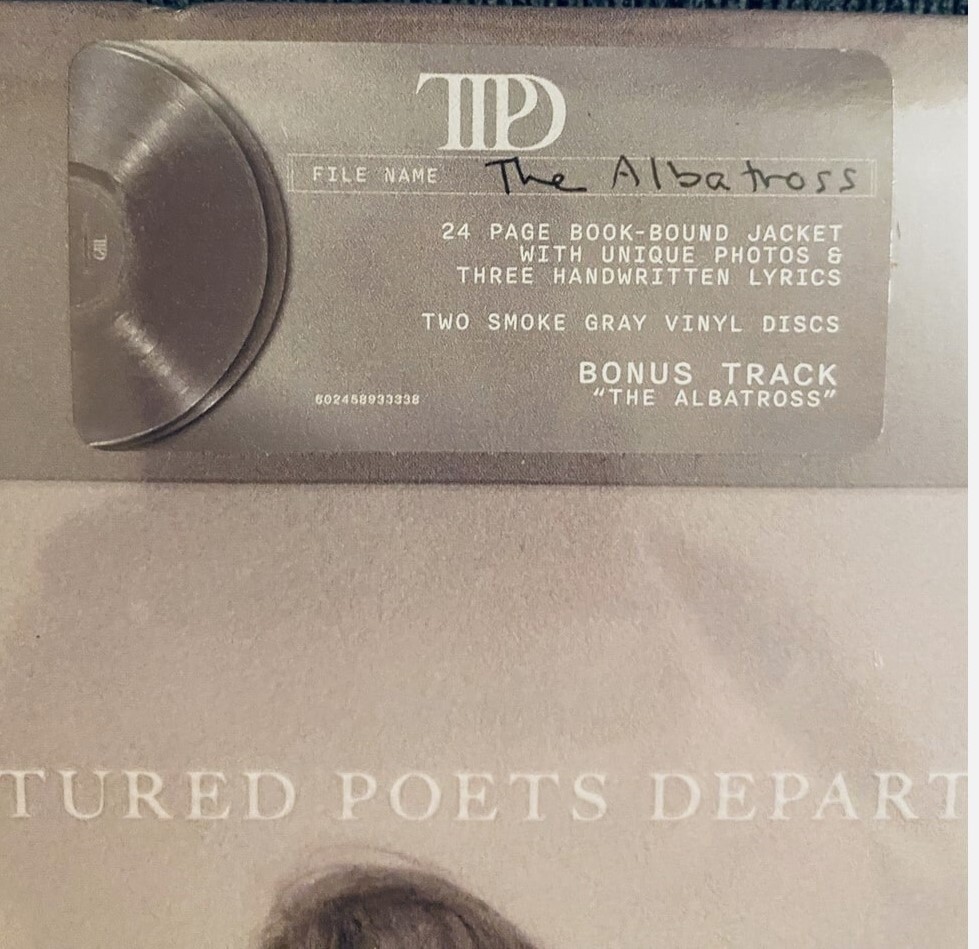 TTPD
FILE NAME The Albatross
24 PAGE BOOK-BOUND JACKET
WITH UNIQUE PHOTOS &
THREE HANDWRITTEN LYRICS
TWO SMOKE GRAY VINYL DISCS
BONUS TRACK
"THE ALBATROSS"
602458933338
TURED POETS DEPART